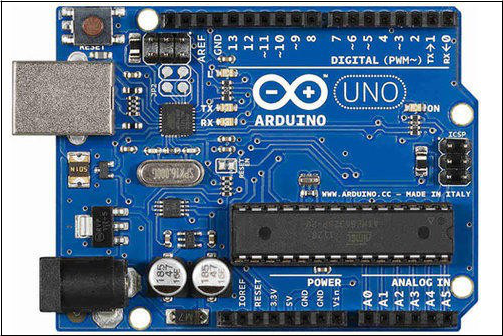 RESET
AREF
GND
13
12
~11
~10
~9
8
7
~6
~5
4
~3
2
TX→1
RX←0
DIGITAL (PWM~)
L
TX
RX
ARDUINO
UNO
ON
ICSP
RESET
WWW.ARDUINO.CC - MADE IN ITALY
POWER
ANALOG IN
IOREF
RESET
3.3V
5V
GND
GND
Vin
A0
A1
A2
A3
A4
A5